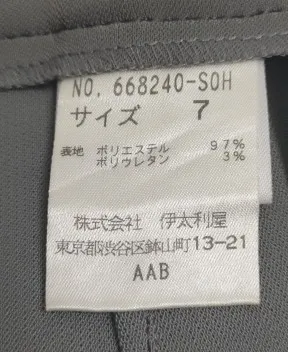 NO. 668240-SOH
サイズ 7
表地 ポリエステル 97%
ポリウレタン 3%
株式会社 伊太利屋
東京都渋谷区鉢山町13-21
AAB